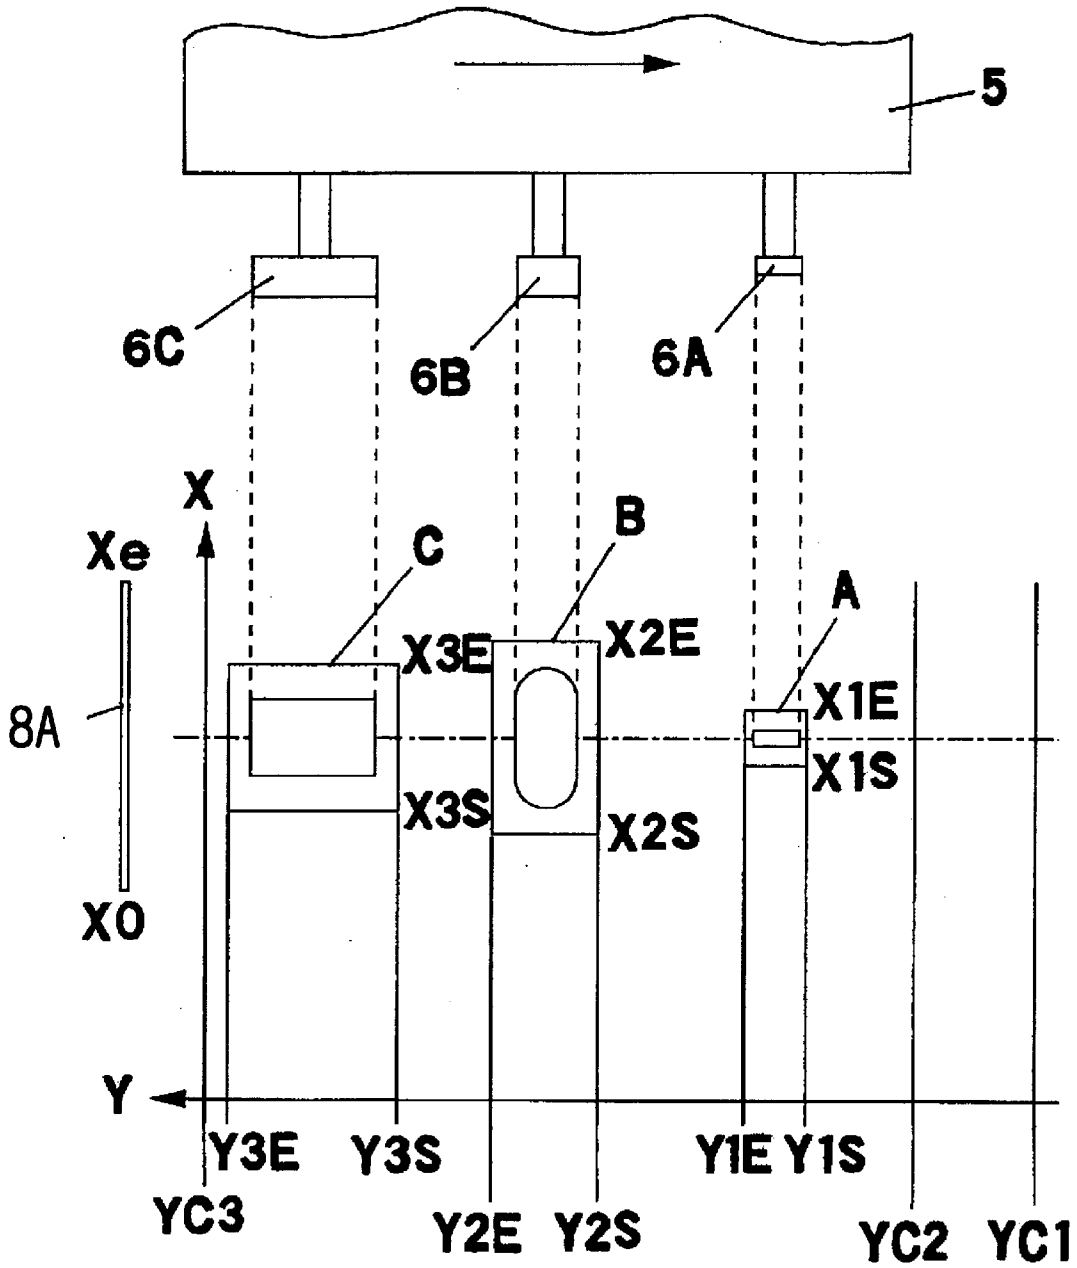 5
6C
6B
6A
X
Xe
C
B
A
X3E
X2E
X1E
8A
X1S
X3S
X2S
X0
Y
Y3E Y3S Y1E Y1S
YC3 Y2E Y2S YC2 YC1